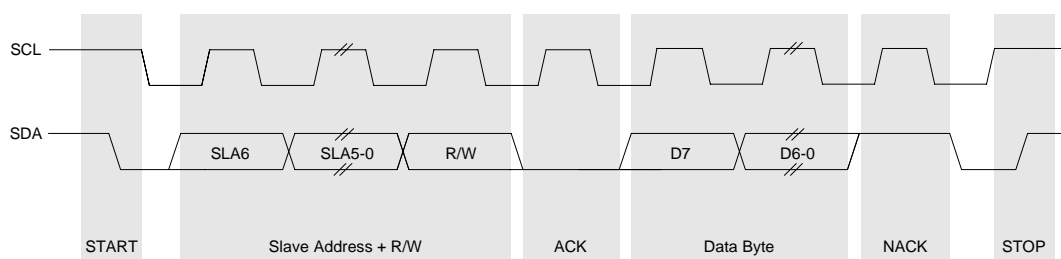 SCL
SDA
SLA6 SLA5-0 R/W D7 D6-0
START Slave Address + R/W ACK Data Byte NACK STOP